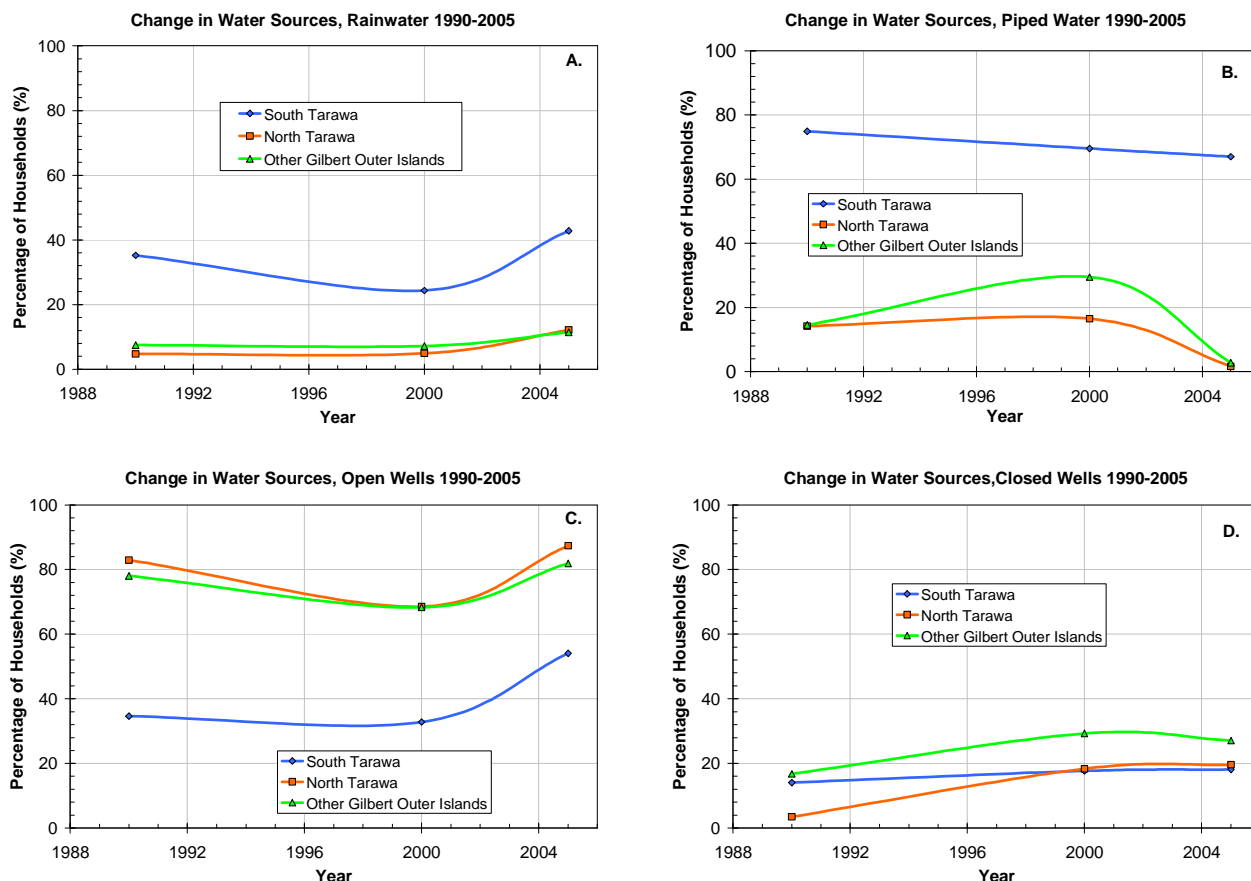 Change in Water Sources, Rainwater 1990-2005
A.
Percentage of Households (%)
100
80
60
40
20
0
South Tarawa
North Tarawa
Other Gilbert Outer Islands
1988 1992 1996 2000 2004
Year
Change in Water Sources, Piped Water 1990-2005
B.
Percentage of Households (%)
100
80
60
40
20
0
South Tarawa
North Tarawa
Other Gilbert Outer Islands
1988 1992 1996 2000 2004
Year
Change in Water Sources, Open Wells 1990-2005
C.
Percentage of Households (%)
100
80
60
40
20
0
South Tarawa
North Tarawa
Other Gilbert Outer Islands
1988 1992 1996 2000 2004
Year
Change in Water Sources,Closed Wells 1990-2005
D.
Percentage of Households (%)
100
80
60
40
20
0
South Tarawa
North Tarawa
Other Gilbert Outer Islands
1988 1992 1996 2000 2004
Year